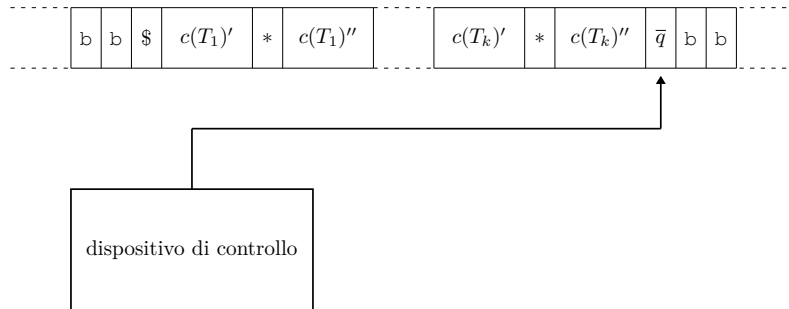 b b $ c(T₁)′ * c(T₁)″ c(Tₖ)′ * c(Tₖ)″ q̅ b b
dispositivo di controllo